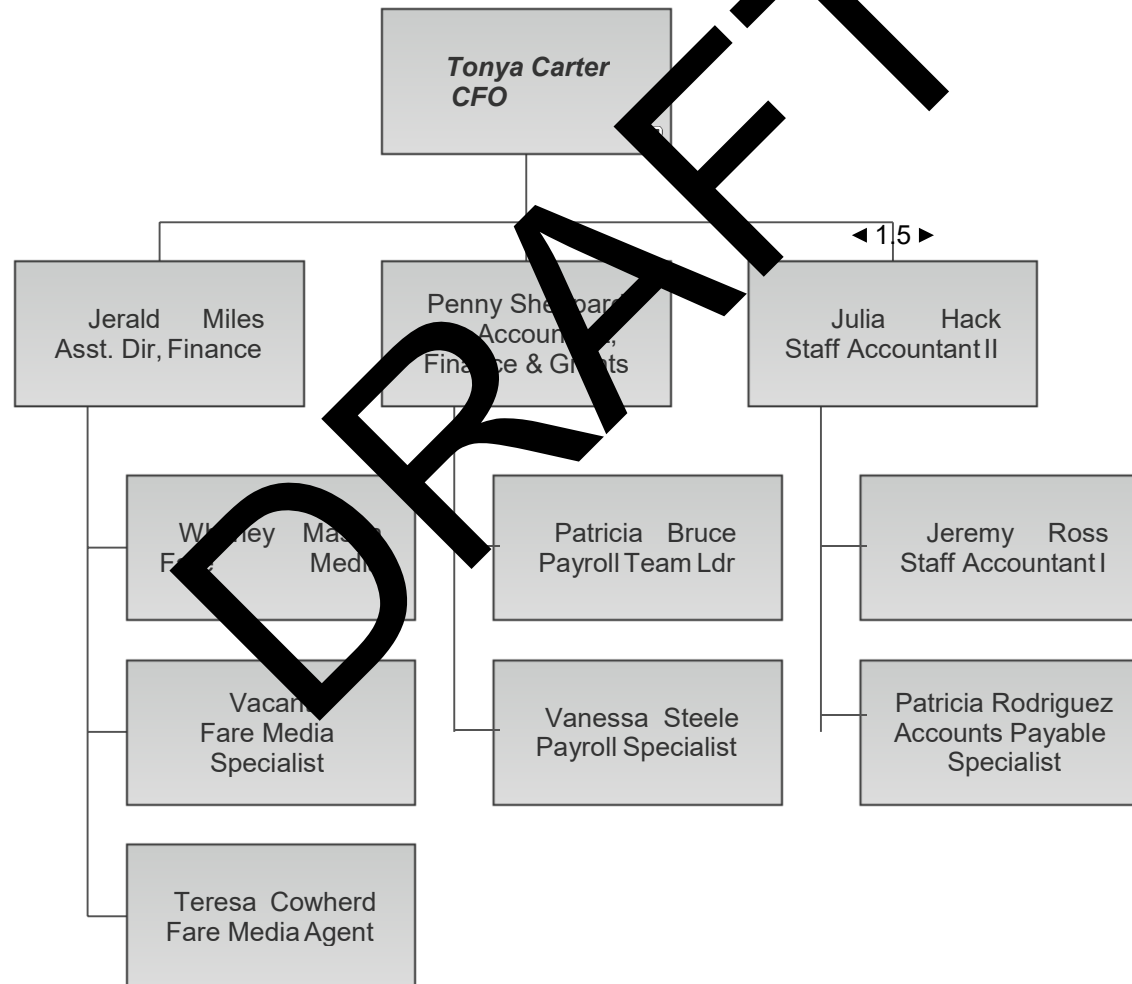 Tonya Carter
CFO
◄ 1.5 ►
Jerald Miles
Asst. Dir, Finance
Penny
Finance & Grants
Julia Hack
Staff Accountant II
Media
Patricia Bruce
Payroll Team Ldr
Jeremy Ross
Staff Accountant I
Vacant
Fare Media
Specialist
Vanessa Steele
Payroll Specialist
Patricia Rodriguez
Accounts Payable
Specialist
Teresa Cowherd
Fare Media Agent
DRAFT